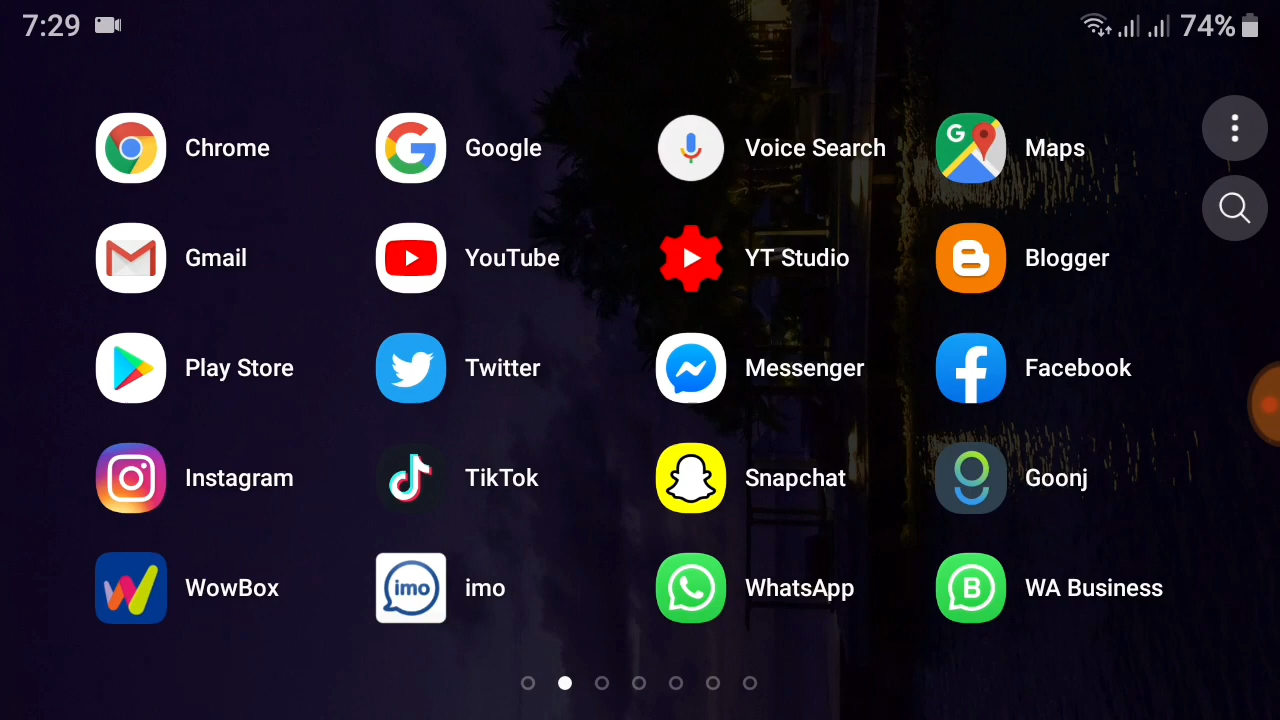 7:29 74%
Chrome Google Voice Search Maps
Gmail YouTube YT Studio Blogger
Play Store Twitter Messenger Facebook
Instagram TikTok Snapchat Goonj
WowBox imo imo WhatsApp B WA Business